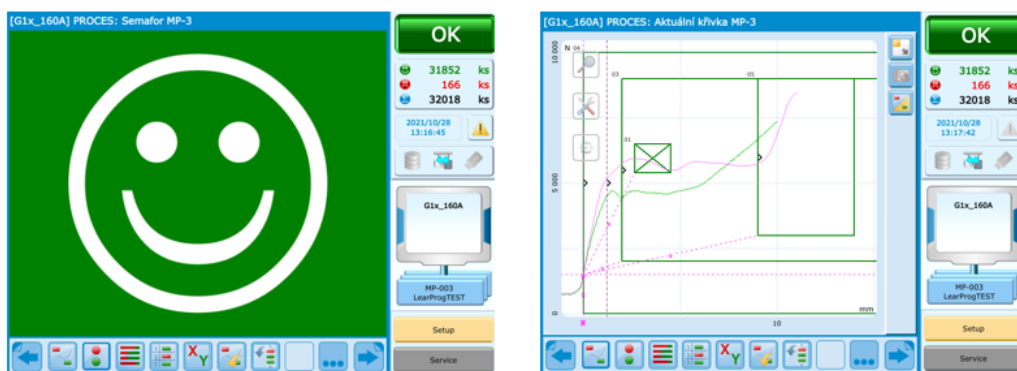 [G1x_160A] PROCES: Semafor MP-3
OK
31852 ks
166 ks
32018 ks
2021/10/28
13:16:45
G1x_160A
MP-003
LearProgTEST
Setup
Service
X Y
[G1x_160A] PROCES: Aktuální křivka MP-3
10 000
N 04
03
05
01
5 000
0
mm
10
OK
31852 ks
166 ks
32018 ks
2021/10/28
13:17:42
G1x_160A
MP-003
LearProgTEST
Setup
Service
X Y